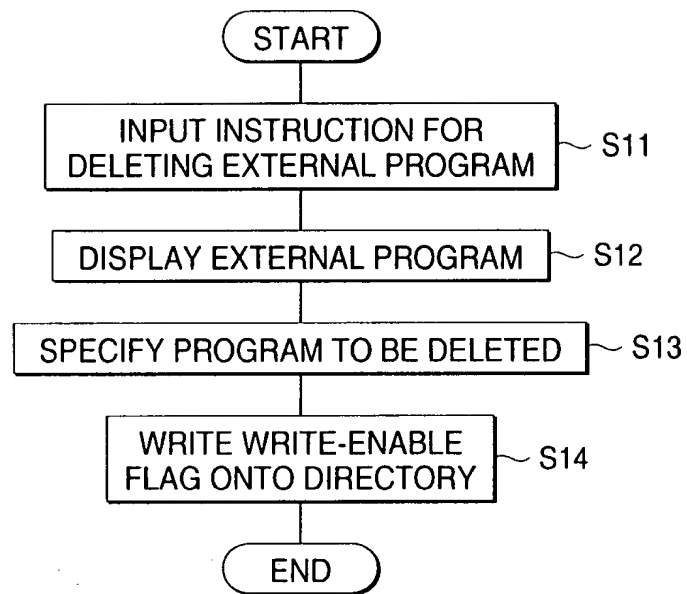 START
INPUT INSTRUCTION FOR
DELETING EXTERNAL PROGRAM
S11
DISPLAY EXTERNAL PROGRAM
S12
SPECIFY PROGRAM TO BE DELETED
S13
WRITE WRITE-ENABLE
FLAG ONTO DIRECTORY
S14
END